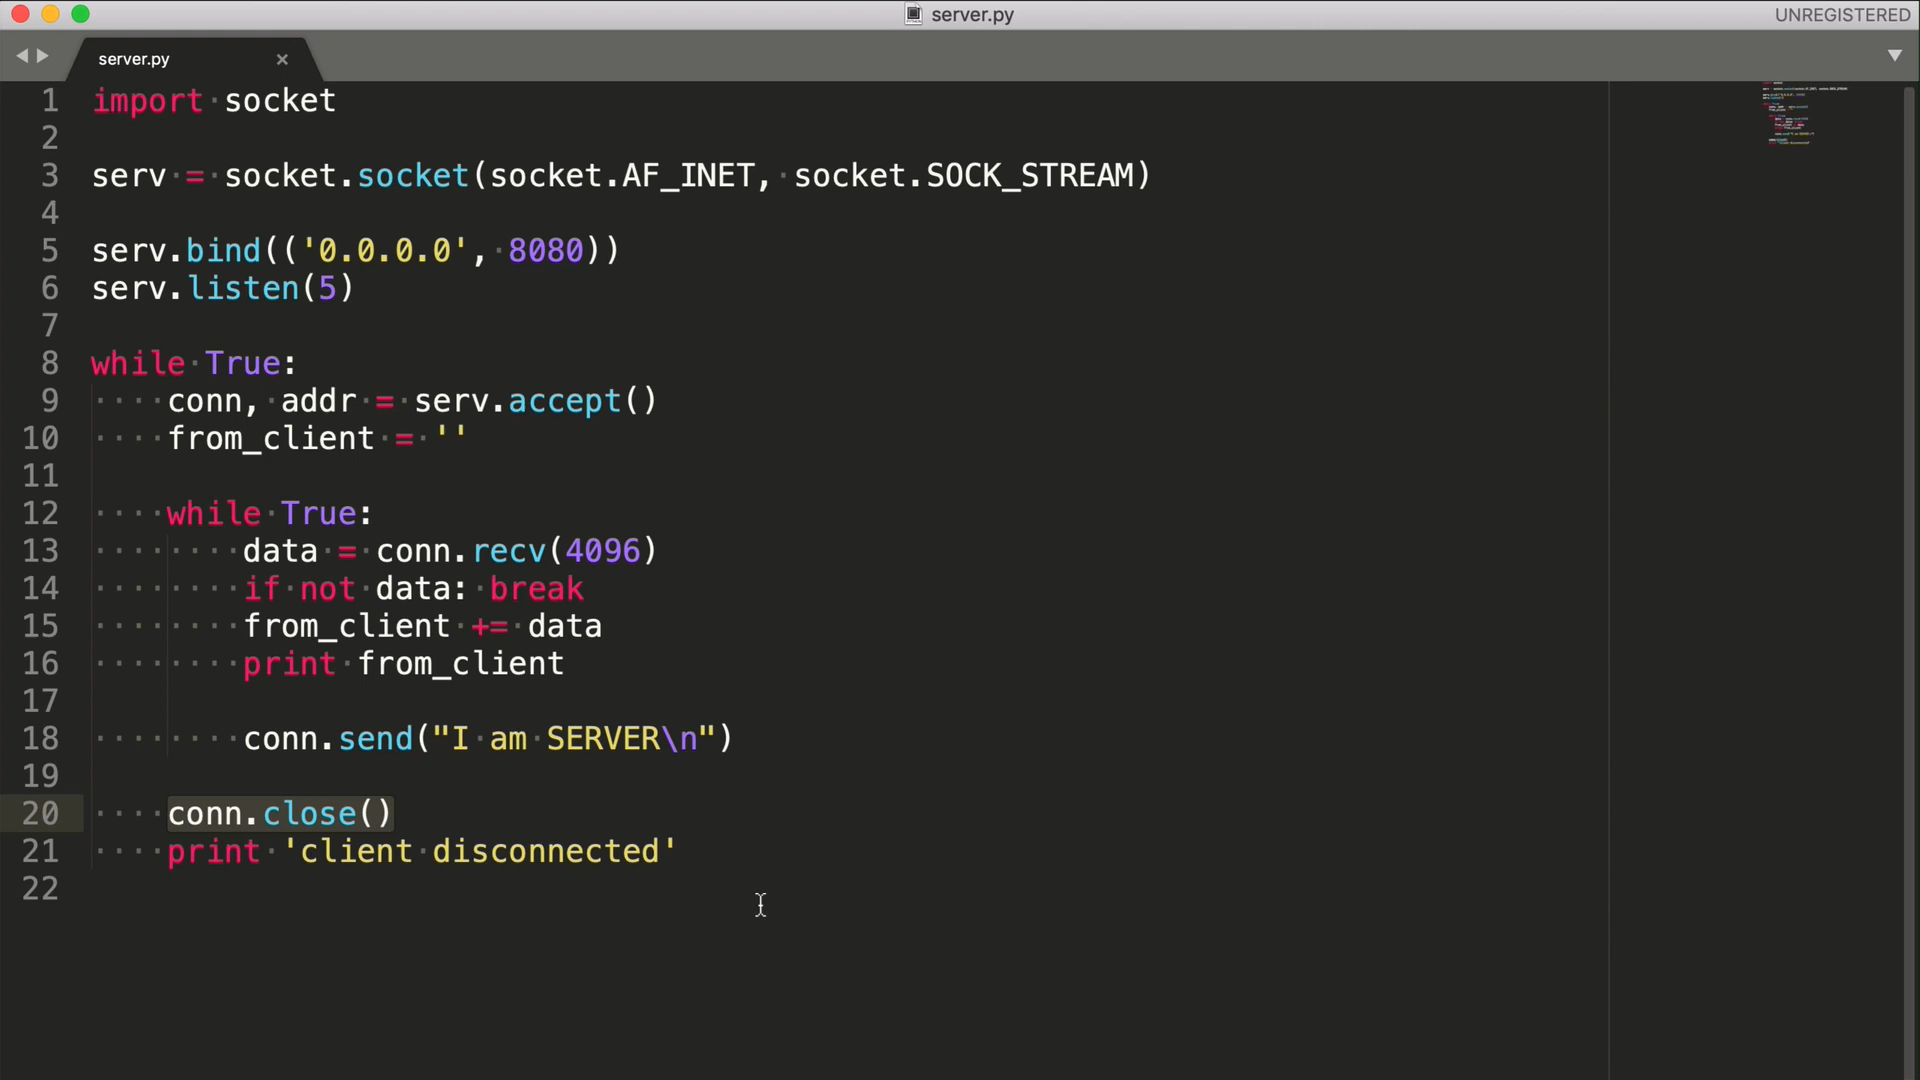 server.py
UNREGISTERED
server.py ×
1 import socket
2
3 serv = socket.socket(socket.AF_INET, socket.SOCK_STREAM)
4
5 serv.bind(('0.0.0.0', 8080))
6 serv.listen(5)
7
8 while True:
9     conn, addr = serv.accept()
10     from_client = ''
11
12     while True:
13         data = conn.recv(4096)
14         if not data: break
15         from_client += data
16         print from_client
17
18         conn.send("I am SERVER\n")
19
20     conn.close()
21     print 'client disconnected'
22